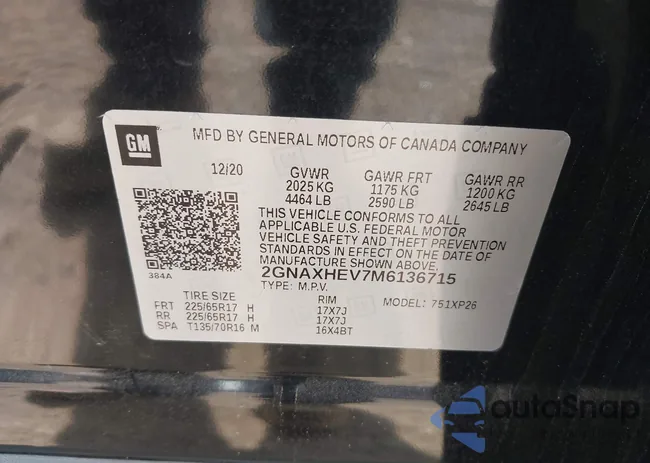 GM
MFD BY GENERAL MOTORS OF CANADA COMPANY
12/20 GVWR GAWR FRT GAWR RR
2025 KG 1175 KG 1200 KG
4464 LB 2590 LB 2645 LB
THIS VEHICLE CONFORMS TO ALL
APPLICABLE U.S. FEDERAL MOTOR
VEHICLE SAFETY AND THEFT PREVENTION
STANDARDS IN EFFECT ON THE DATE OF
MANUFACTURE SHOWN ABOVE.
384A 2GNAXHEV7M6136715
TYPE: M.P.V. MODEL: 751XP26
TIRE SIZE RIM
FRT 225/65R17 H 17X7J
RR 225/65R17 H 17X7J
SPA T135/70R16 M 16X4BT
autoSnap